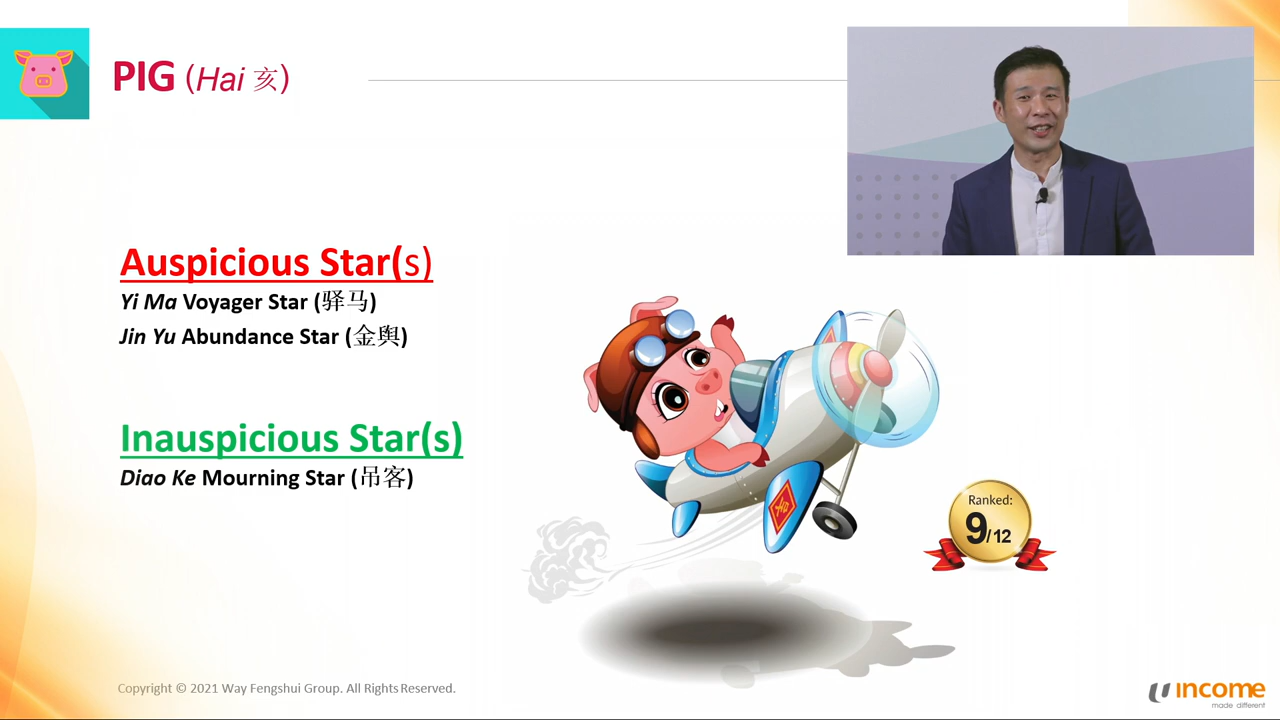 PIG (Hai 亥)
Auspicious Star(s)
Yi Ma Voyager Star (驿马)
Jin Yu Abundance Star (金舆)
Inauspicious Star(s)
Diao Ke Mourning Star (吊客)
Ranked:
9/12
Copyright © 2021 Way Fengshui Group. All Rights Reserved.
income
made different